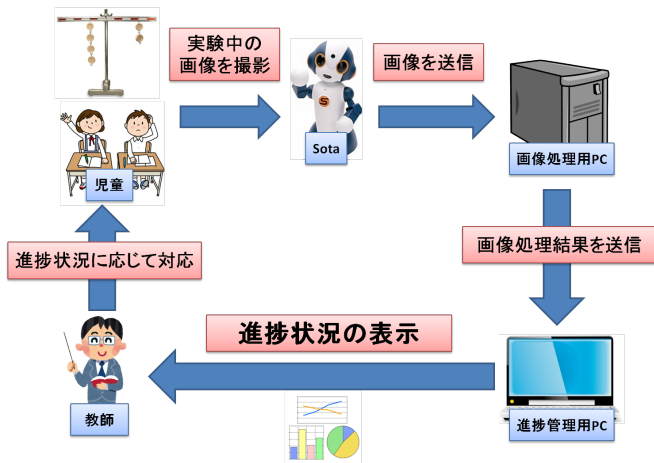 実験中の
画像を撮影
画像を送信
S
Sota
画像処理用PC
児童
画像処理結果を送信
進捗状況に応じて対応
進捗状況の表示
教師
進捗管理用PC